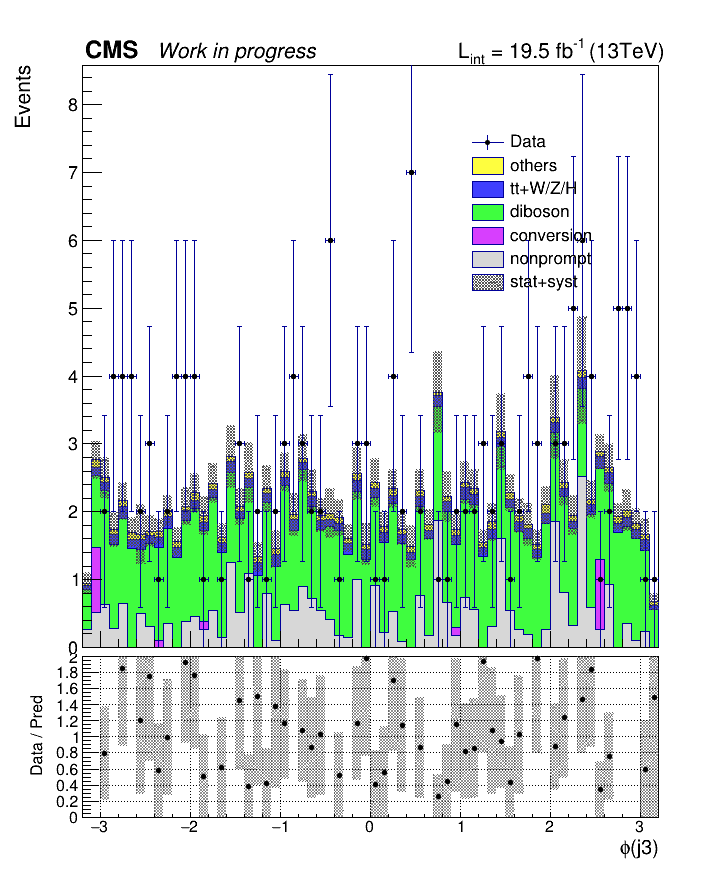 CMS Work in progress L_int = 19.5 fb⁻¹ (13TeV)
Events
8
7
6
5
4
3
2
1
0
Data
others
tt+W/Z/H
diboson
conversion
nonprompt
stat+syst
Data / Pred
2
1.8
1.6
1.4
1.2
1
0.8
0.6
0.4
0.2
0
−3 −2 −1 0 1 2 3
ϕ(j3)